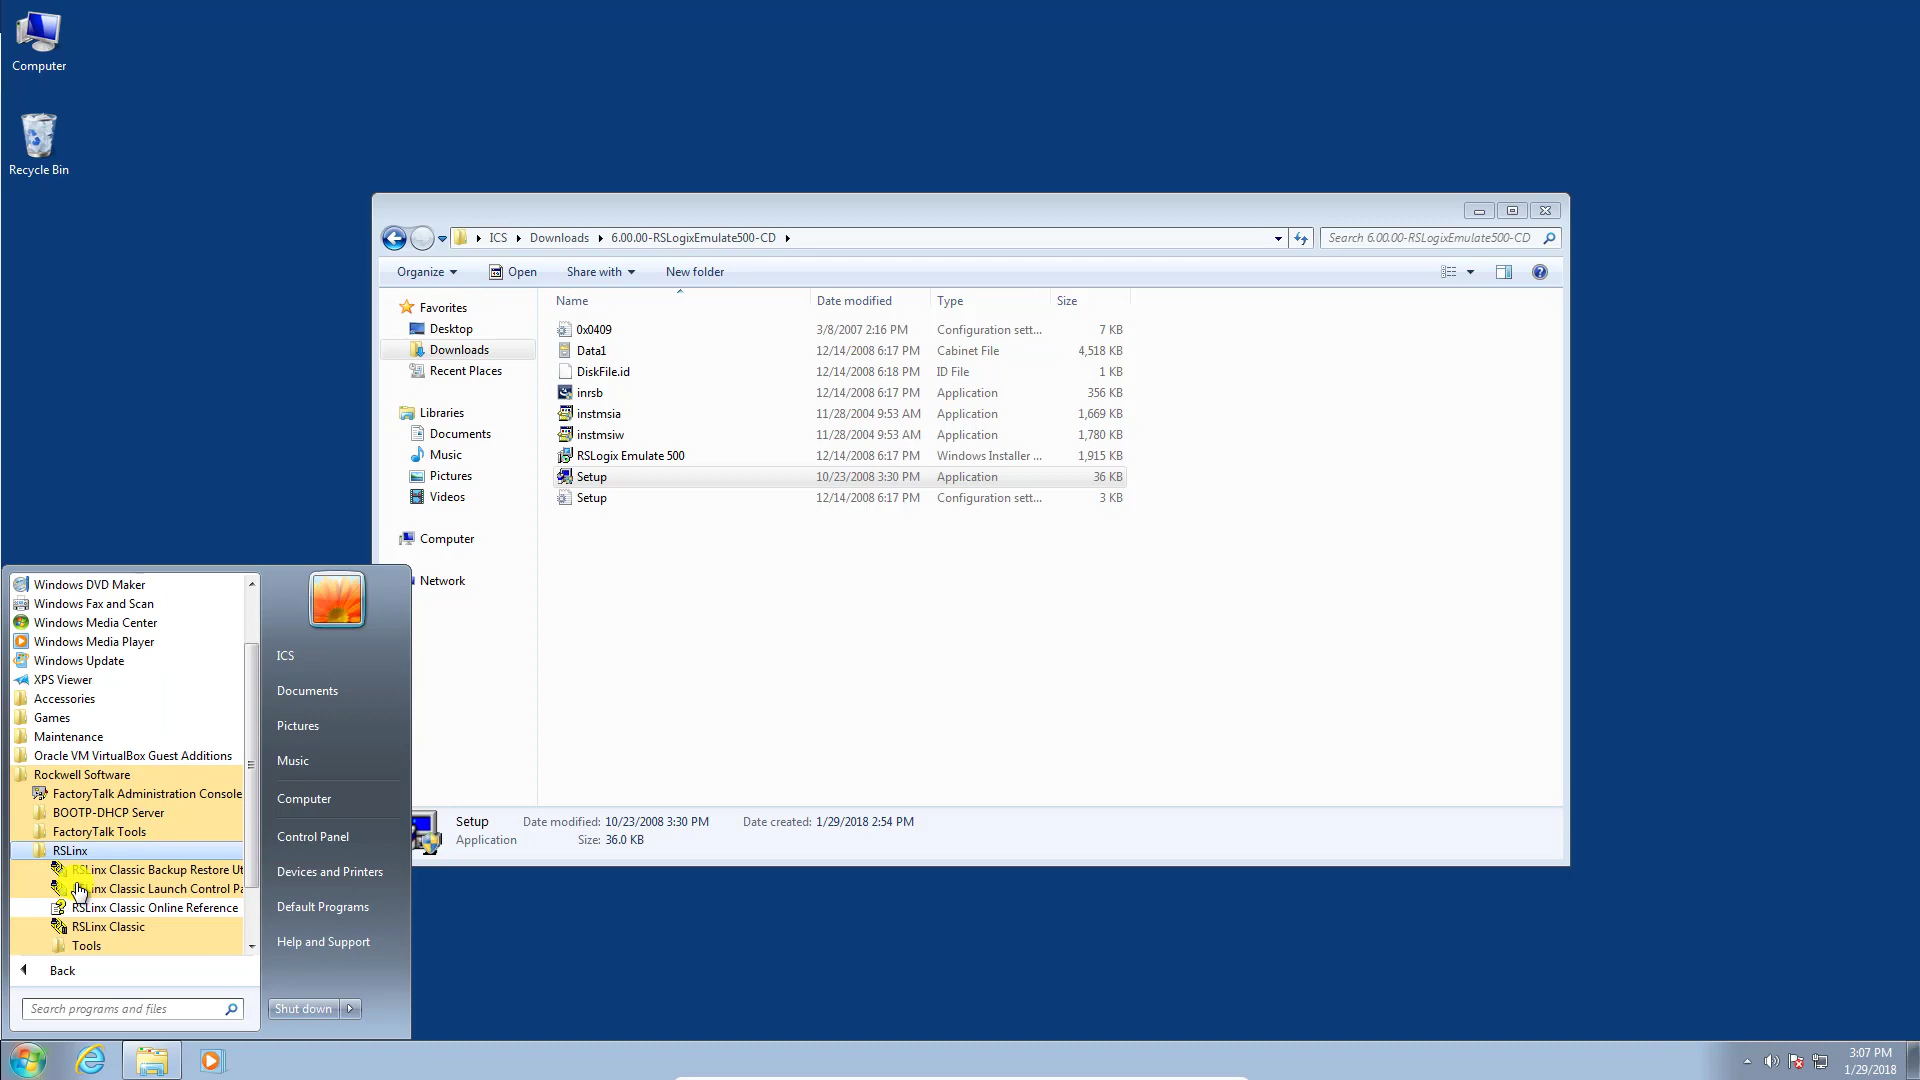 Computer
Recycle Bin
ICS
Downloads
6.00.00-RSLogixEmulate500-CD
Search 6.00.00-RSLogixEmulate500-CD
Organize
Open
Share with
New folder
Name
Date modified
Type
Size
Favorites
Desktop
Downloads
Recent Places
Libraries
Documents
Music
Pictures
Videos
Computer
Network
0x0409 3/8/2007 2:16 PM Configuration sett... 7 KB
Data1 12/14/2008 6:17 PM Cabinet File 4,518 KB
DiskFile.id 12/14/2008 6:18 PM ID File 1 KB
inrsb 12/14/2008 6:17 PM Application 356 KB
instmsia 11/28/2004 9:53 AM Application 1,669 KB
instmsiw 11/28/2004 9:53 AM Application 1,780 KB
RSLogix Emulate 500 12/14/2008 6:17 PM Windows Installer ... 1,915 KB
Setup 10/23/2008 3:30 PM Application 36 KB
Setup 12/14/2008 6:17 PM Configuration sett... 3 KB
Setup Date modified: 10/23/2008 3:30 PM Date created: 1/29/2018 2:54 PM
Application Size: 36.0 KB
Windows DVD Maker
Windows Fax and Scan
Windows Media Center
Windows Media Player
Windows Update
XPS Viewer
Accessories
Games
Maintenance
Oracle VM VirtualBox Guest Additions
Rockwell Software
FactoryTalk Administration Console
BOOTP-DHCP Server
FactoryTalk Tools
RSLinx
RSLinx Classic Backup Restore Ut
Linx Classic Launch Control Pa
RSLinx Classic Online Reference
RSLinx Classic
Tools
Back
Search programs and files
ICS
Documents
Pictures
Music
Computer
Control Panel
Devices and Printers
Default Programs
Help and Support
Shut down
3:07 PM
1/29/2018